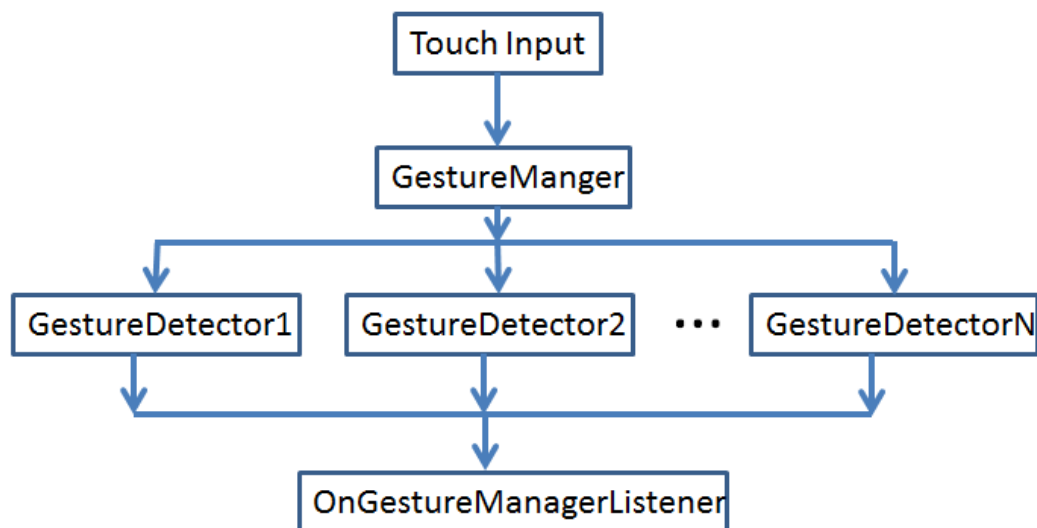 Touch Input
GestureManger
GestureDetector1
GestureDetector2
...
GestureDetectorN
OnGestureManagerListener